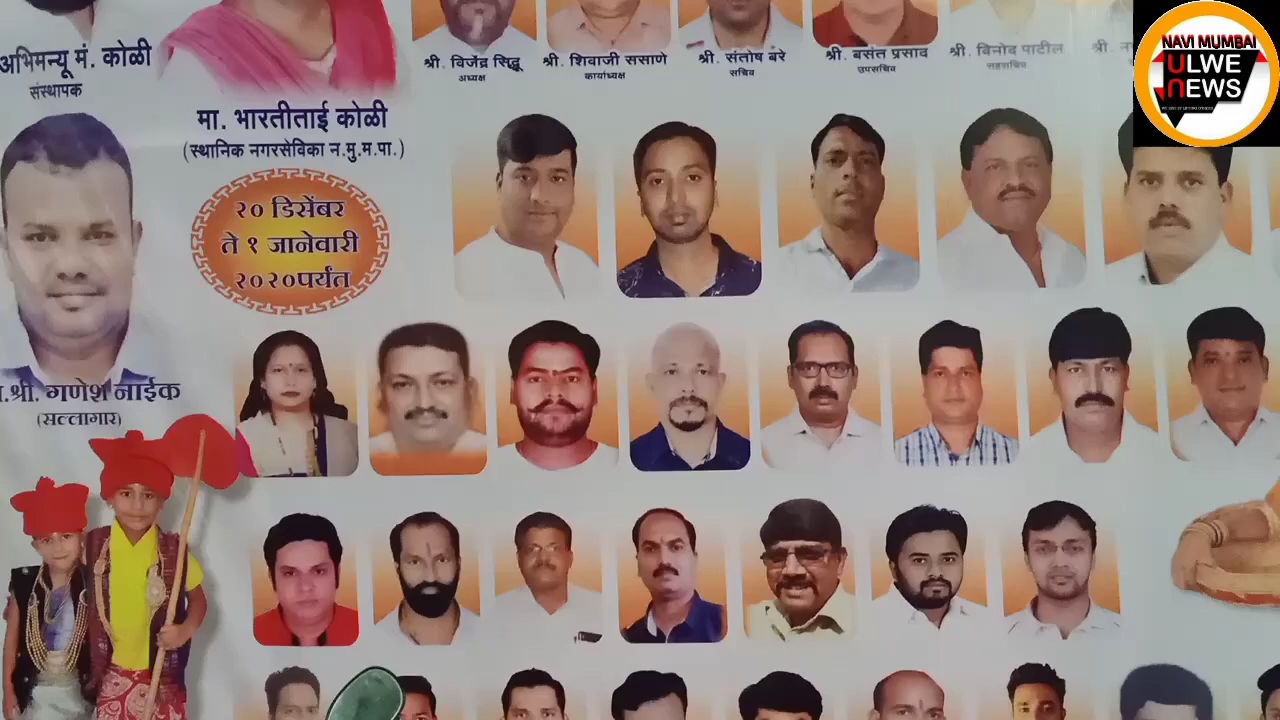 अभिमन्यू मं. कोळी
संस्थापक
मा. भारतीताई कोळी
(स्थानिक नगरसेविका न.मु.म.पा.)
२० डिसेंबर
ते १ जानेवारी
२०२०पर्यंत
श्री. गणेश नाईक
(सल्लागार)
श्री. विजेंद्र सिद्धू
अध्यक्ष
श्री. शिवाजी ससाणे
कार्याध्यक्ष
श्री. संतोष बरे
सचिव
श्री. बसंत प्रसाद
उपसचिव
श्री. विनोद पाटील
सहसचिव
NAVI MUMBAI
ULWE
NEWS